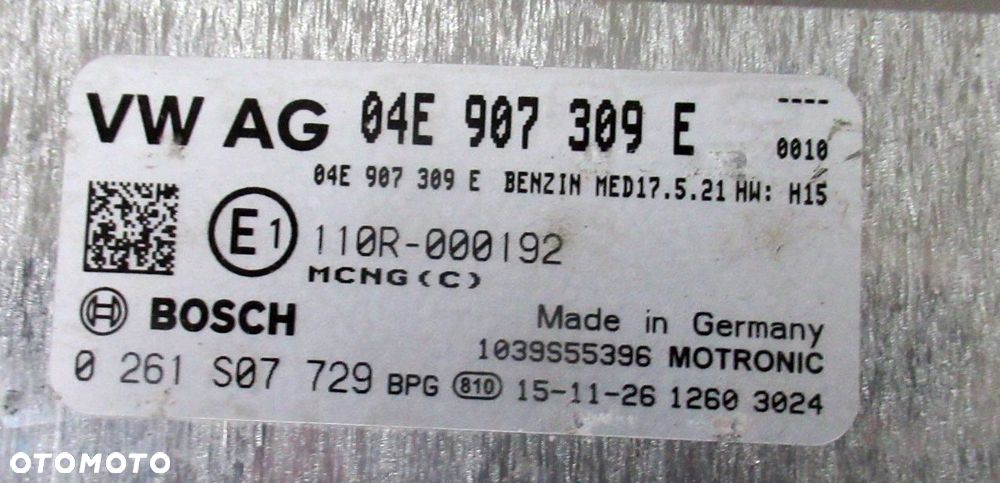 VW AG 04E 907 309 E ----
0010
04E 907 309 E BENZIN MED17.5.21 HW: H15
E1 110R-000192
MCNG(C)
BOSCH Made in Germany
1039S55396 MOTRONIC
0 261 S07 729 BPG 810 15-11-26 1260 3024
OTOMOTO